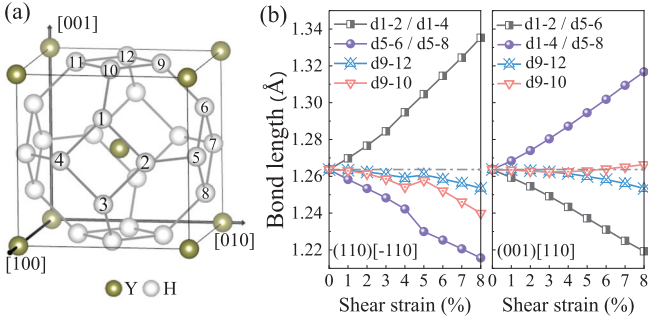 (a)
[001]
12
11
9
10
6
1
7
4
2
5
8
3
[010]
[100]
Y H
(b)
Bond length (Å)
1.34
1.32
1.30
1.28
1.26
1.24
1.22
d1-2 / d1-4
d5-6 / d5-8
d9-12
d9-10
(110)[-110]
0 1 2 3 4 5 6 7 8
Shear strain (%)
d1-2 / d5-6
d1-4 / d5-8
d9-12
d9-10
(001)[110]
0 1 2 3 4 5 6 7 8
Shear strain (%)